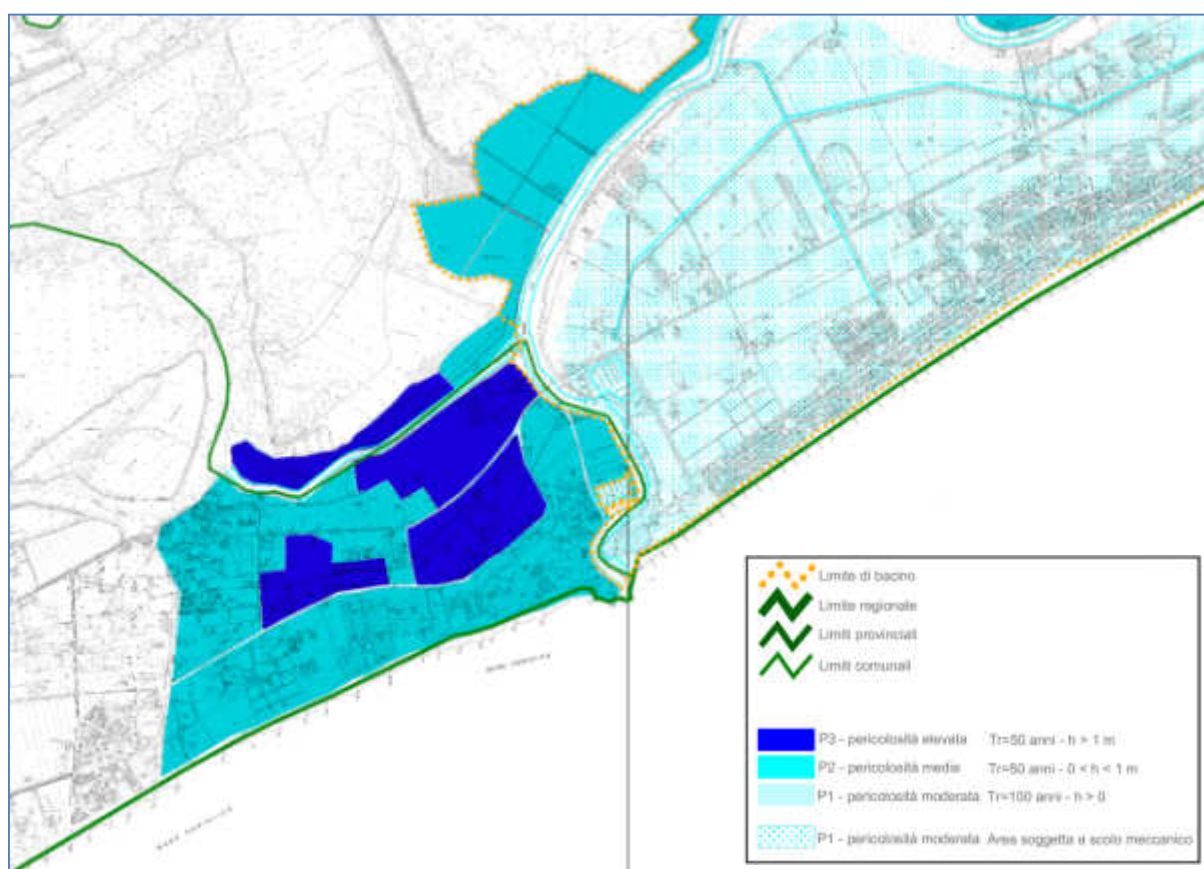 Limite di bacino
Limite regionale
Limiti provinciali
Limiti comunali
P3 - pericolosità elevata Tr=50 anni - h > 1 m
P2 - pericolosità media Tr=50 anni - 0 < h < 1 m
P1 - pericolosità moderata Tr=100 anni - h > 0
P1 - pericolosità moderata Area soggetta a scolo meccanico